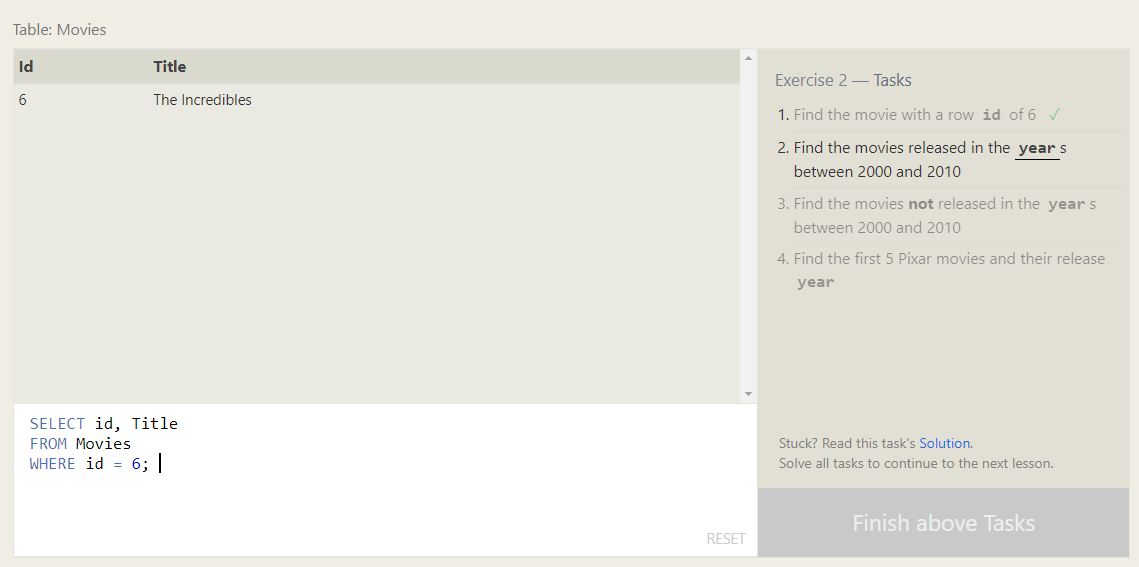 Table: Movies
Id Title
6 The Incredibles
SELECT id, Title
FROM Movies
WHERE id = 6;
RESET
Exercise 2 — Tasks
1. Find the movie with a row id of 6 ✓
2. Find the movies released in the year s
between 2000 and 2010
3. Find the movies not released in the year s
between 2000 and 2010
4. Find the first 5 Pixar movies and their release
year
Stuck? Read this task's Solution.
Solve all tasks to continue to the next lesson.
Finish above Tasks